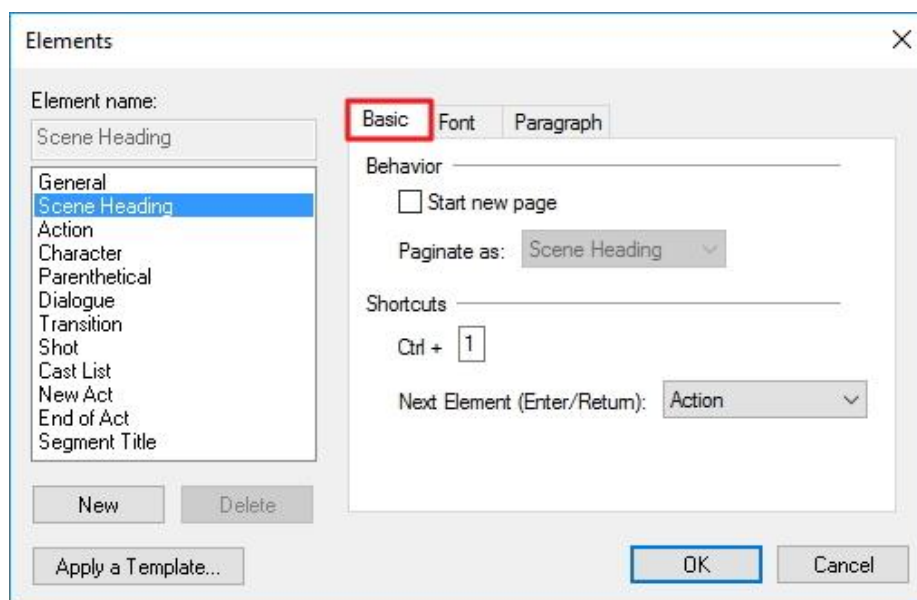 Elements
Element name:
Scene Heading
General
Scene Heading
Action
Character
Parenthetical
Dialogue
Transition
Shot
Cast List
New Act
End of Act
Segment Title
New
Delete
Apply a Template...
Basic
Font
Paragraph
Behavior
Start new page
Paginate as: Scene Heading
Shortcuts
Ctrl + 1
Next Element (Enter/Return): Action
OK
Cancel